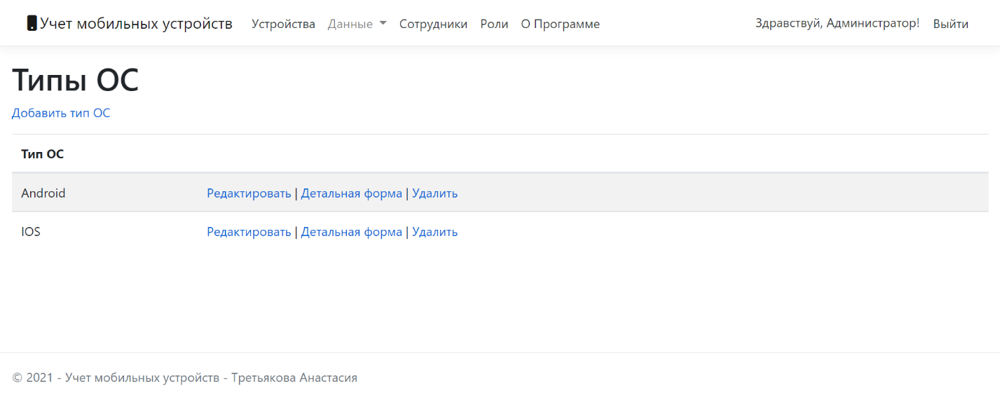 Учет мобильных устройств Устройства Данные Сотрудники Роли О Программе Здравствуй, Администратор! Выйти
Типы ОС
Добавить тип ОС
Тип ОС
Android Редактировать | Детальная форма | Удалить
IOS Редактировать | Детальная форма | Удалить
© 2021 - Учет мобильных устройств - Третьякова Анастасия